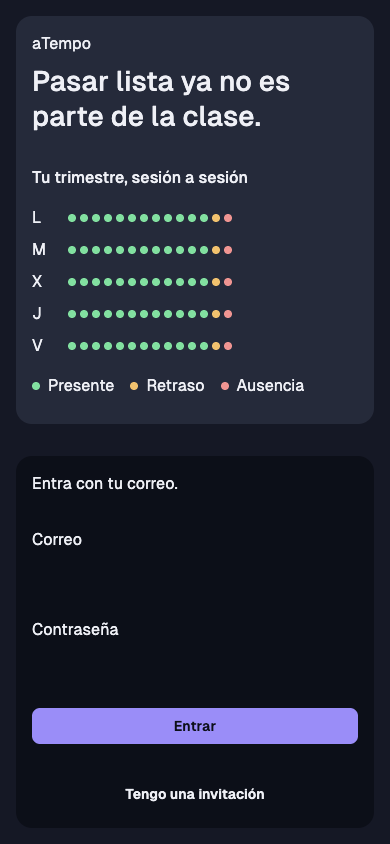 aTempo
Pasar lista ya no es
parte de la clase.
Tu trimestre, sesión a sesión
L
M
X
J
V
Presente Retraso Ausencia
Entra con tu correo.
Correo
Contraseña
Entrar
Tengo una invitación